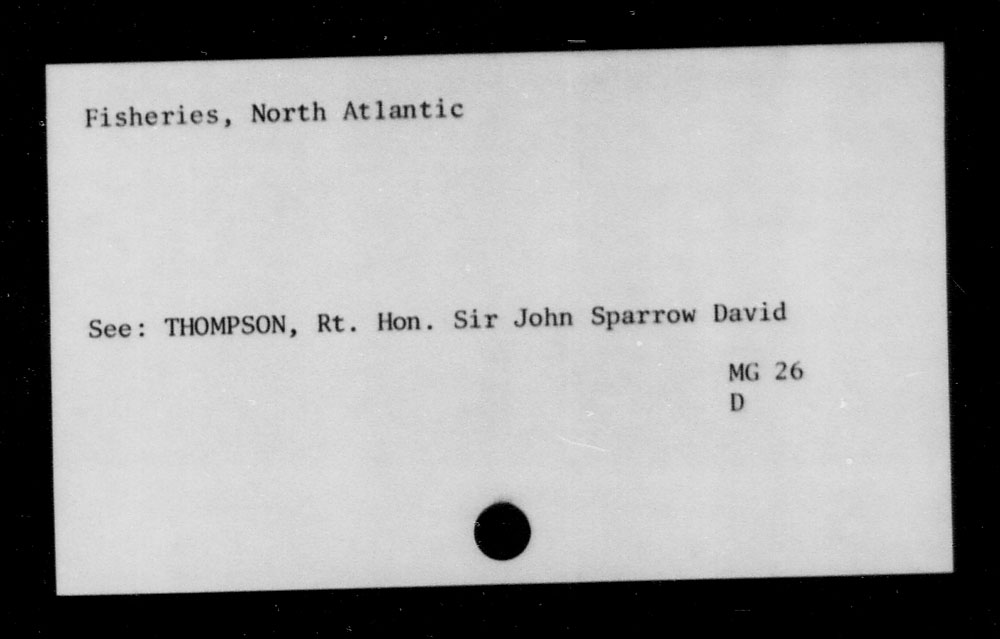 Fisheries, North Atlantic
See: THOMPSON, Rt. Hon. Sir John Sparrow David
MG 26
D